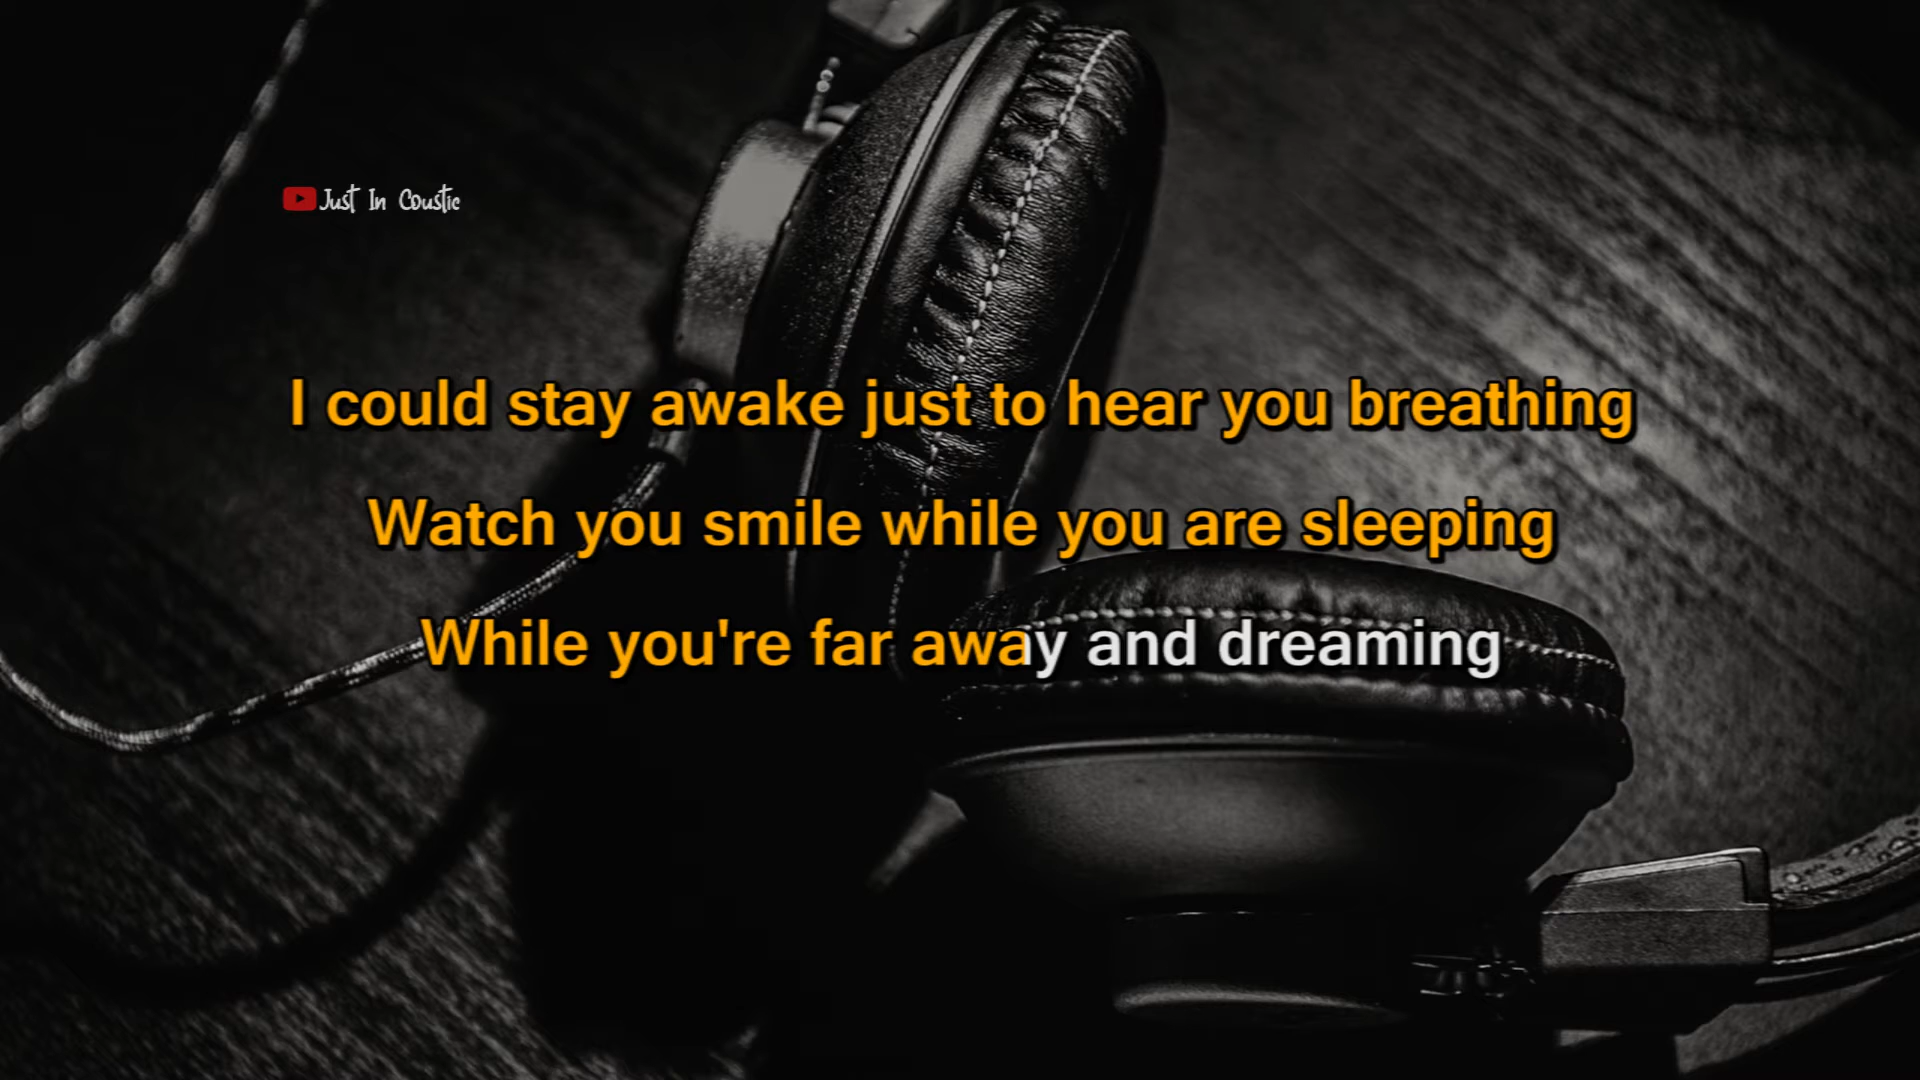 Just In Coustic
I could stay awake just to hear you breathing
Watch you smile while you are sleeping
While you're far away and dreaming